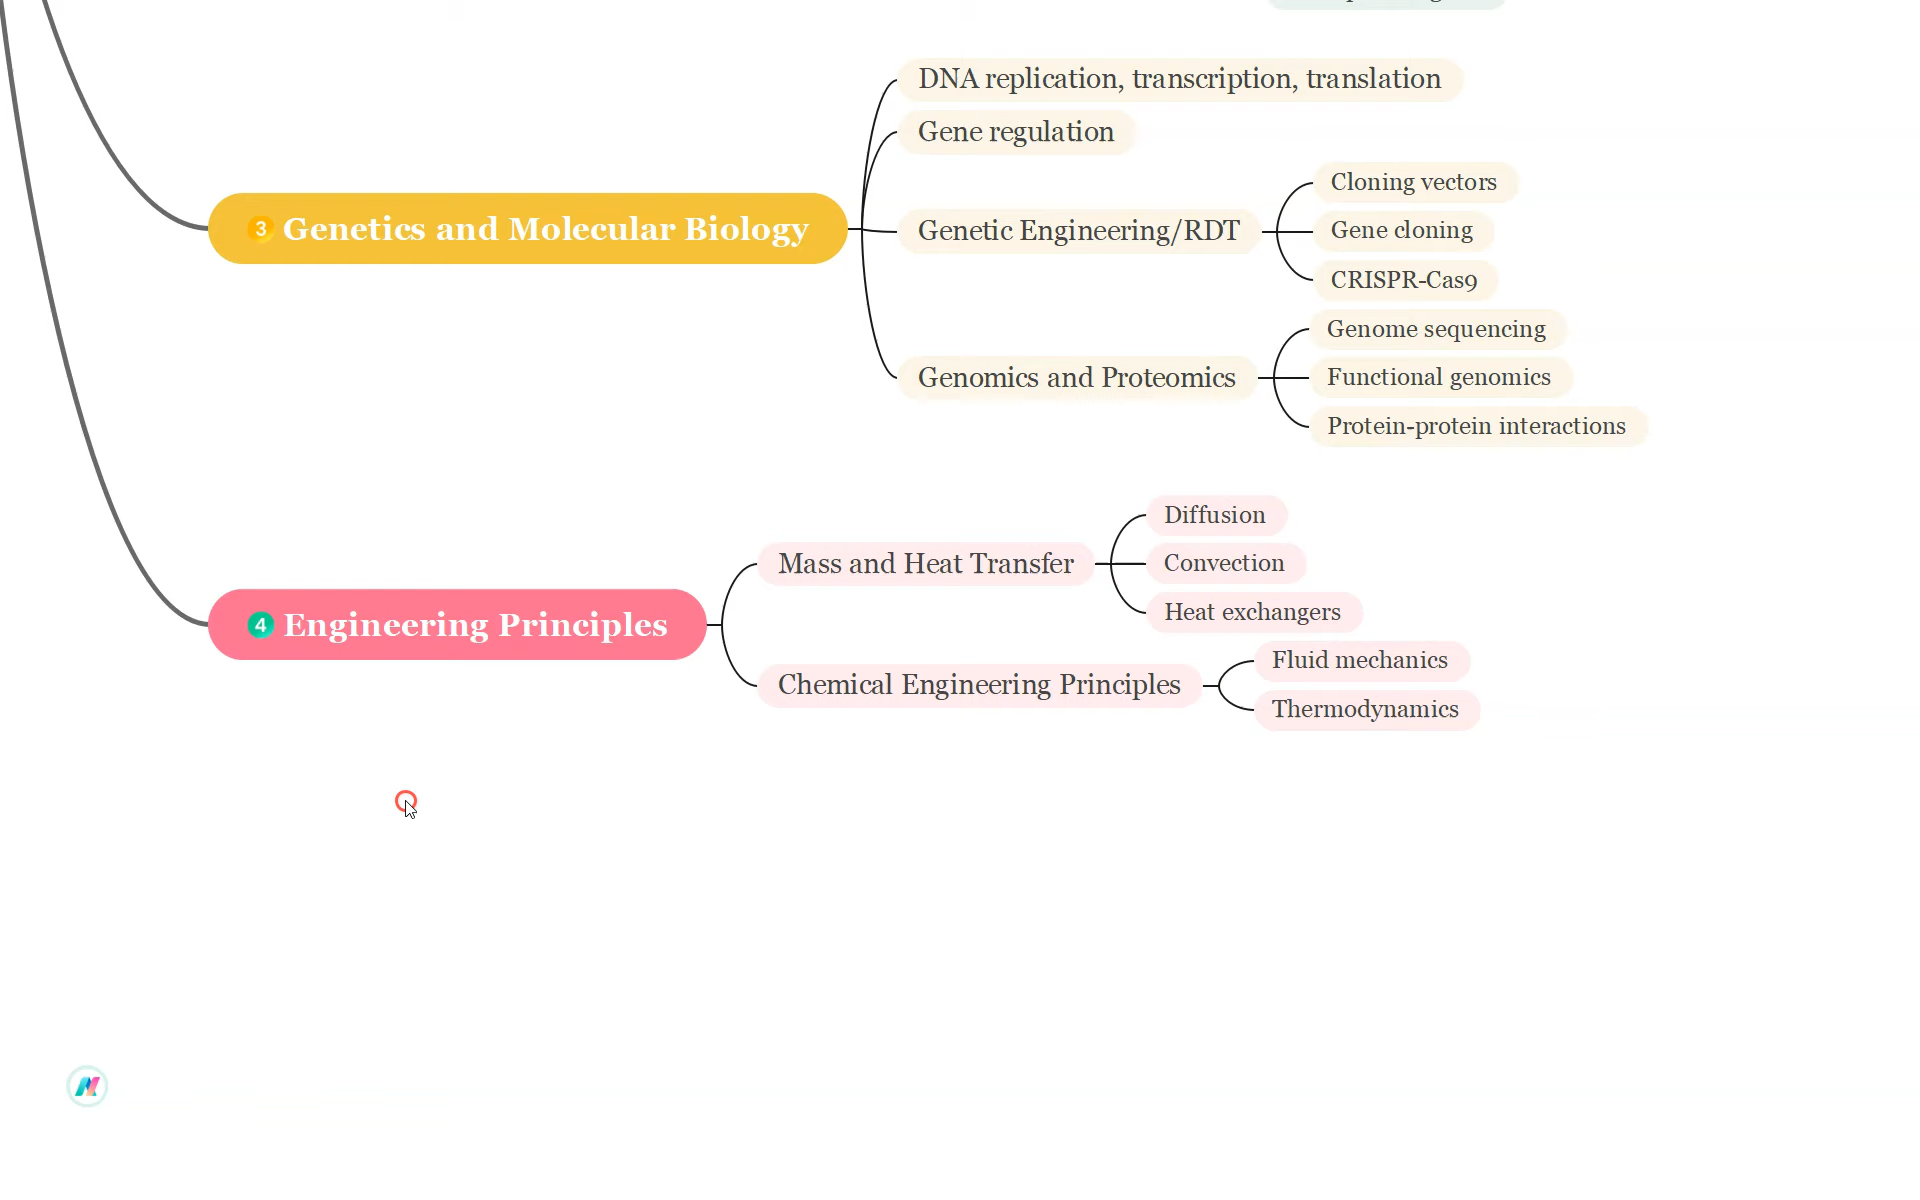 DNA replication, transcription, translation
Gene regulation
3 Genetics and Molecular Biology
Genetic Engineering/RDT
Cloning vectors
Gene cloning
CRISPR-Cas9
Genomics and Proteomics
Genome sequencing
Functional genomics
Protein-protein interactions
4 Engineering Principles
Mass and Heat Transfer
Diffusion
Convection
Heat exchangers
Chemical Engineering Principles
Fluid mechanics
Thermodynamics